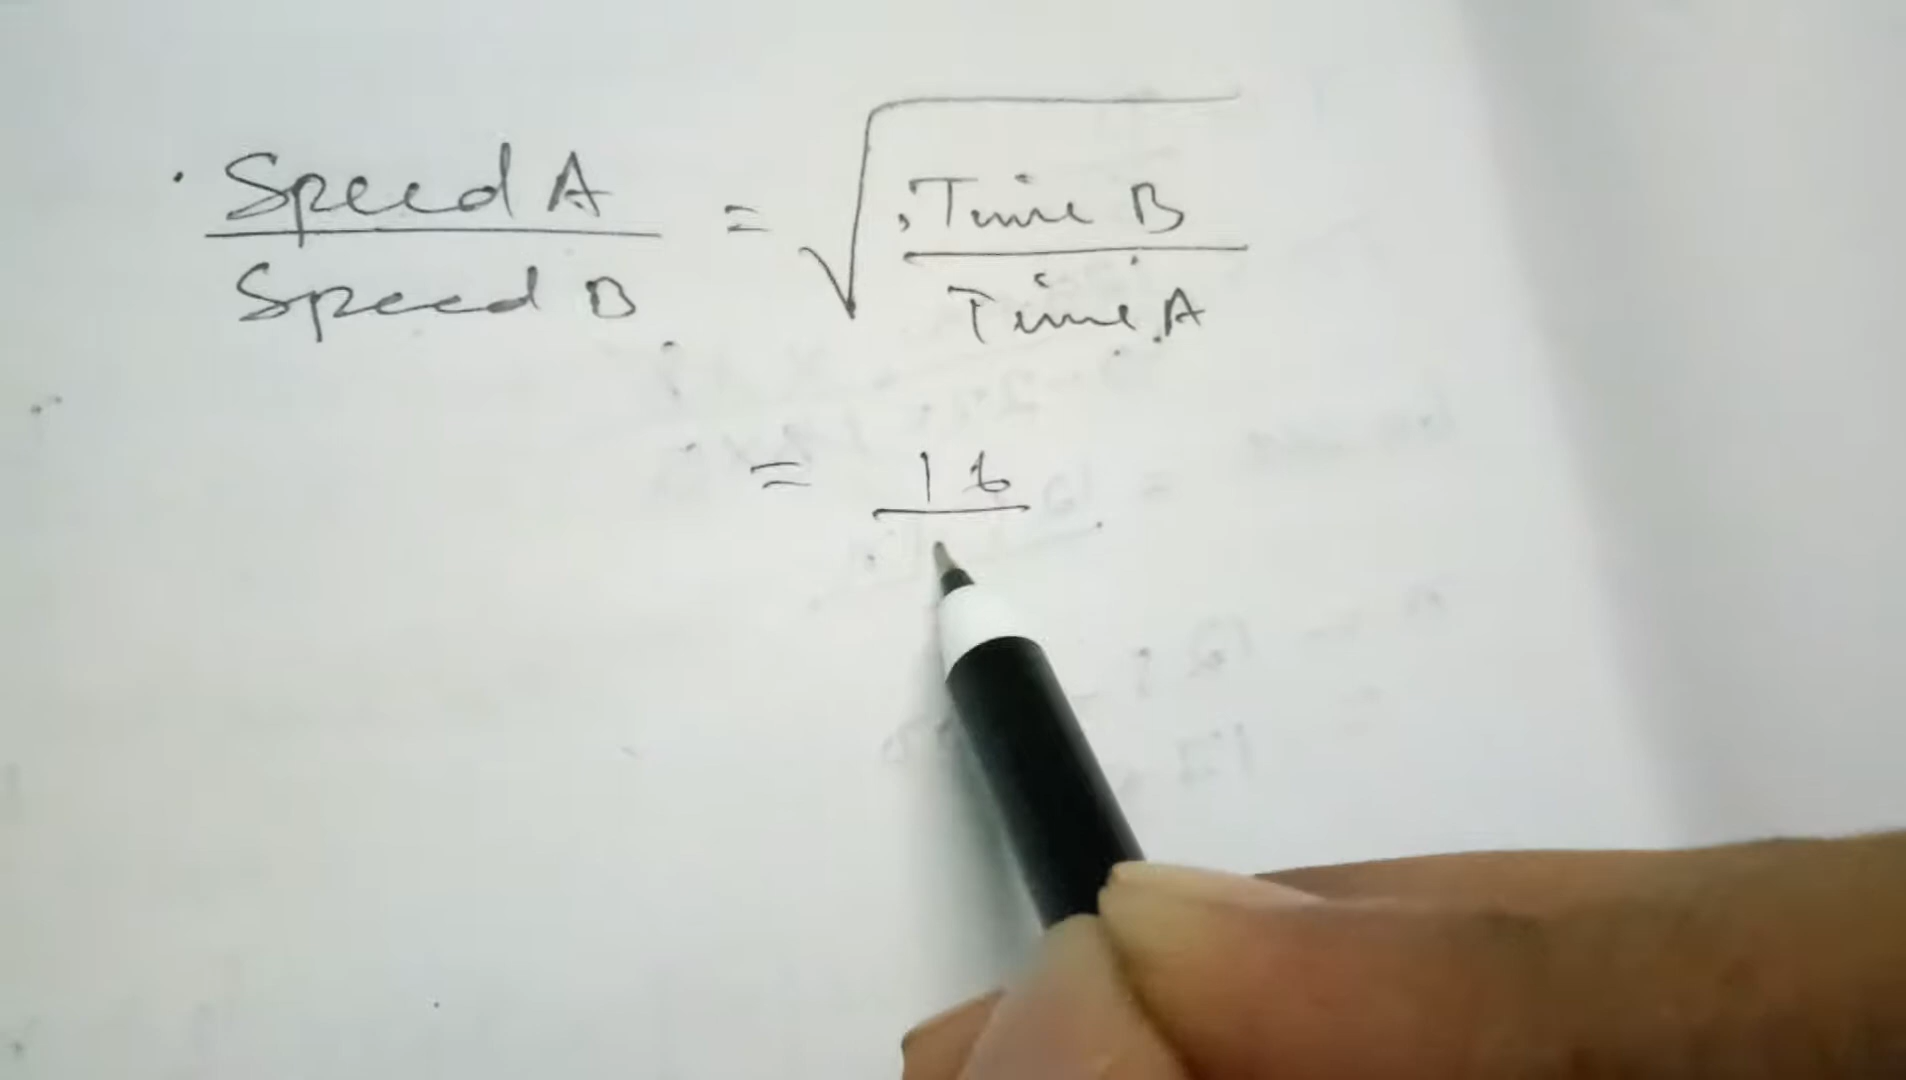 Speed A = √ Time B
Speed B Time A
= 16